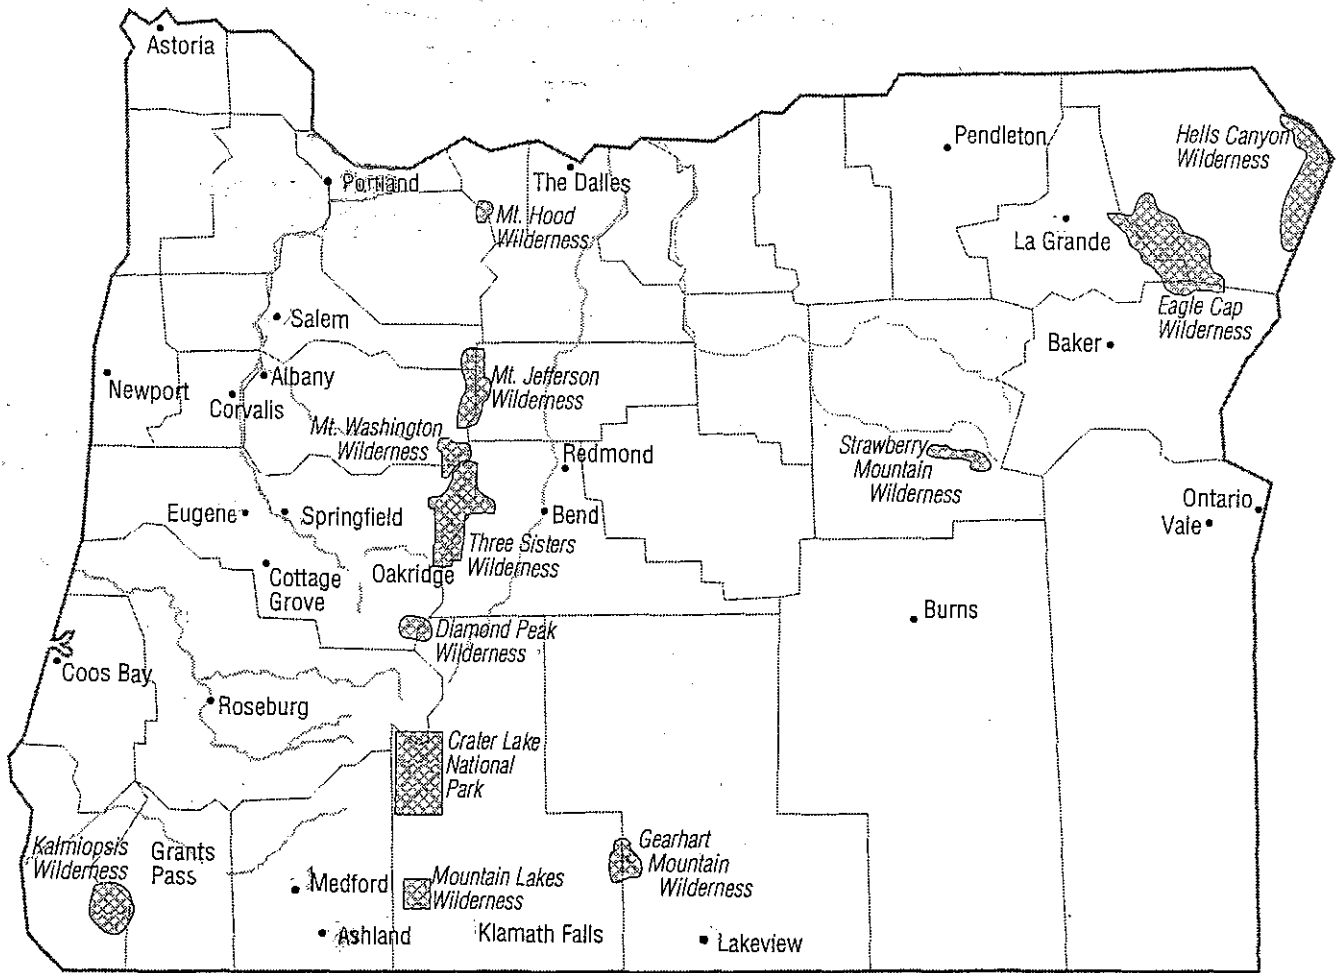 Astoria
Portland
The Dalles
Pendleton
Hells Canyon
Wilderness
Mt. Hood
Wilderness
La Grande
Eagle Cap
Wilderness
Salem
Baker
Newport
Albany
Corvalis
Mt. Jefferson
Wilderness
Mt. Washington
Wilderness
Redmond
Strawberry
Mountain
Wilderness
Eugene
Springfield
Bend
Ontario
Vale
Three Sisters
Wilderness
Cottage
Grove
Oakridge
Burns
Diamond Peak
Wilderness
Coos Bay
Roseburg
Crater Lake
National
Park
Kalmiopsis
Wilderness
Grants
Pass
Gearhart
Mountain
Wilderness
Medford
Mountain Lakes
Wilderness
Ashland
Klamath Falls
Lakeview